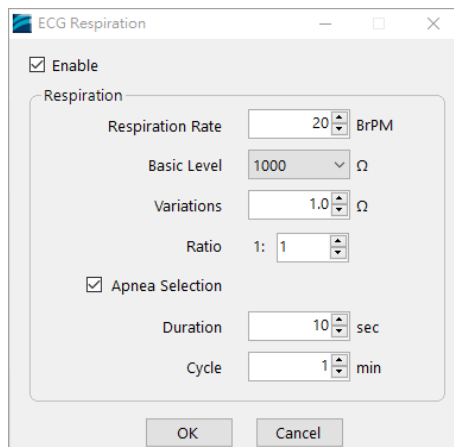 ECG Respiration
Enable
Respiration
Respiration Rate 20 BrPM
Basic Level 1000 Ω
Variations 1.0 Ω
Ratio 1: 1
Apnea Selection
Duration 10 sec
Cycle 1 min
OK Cancel